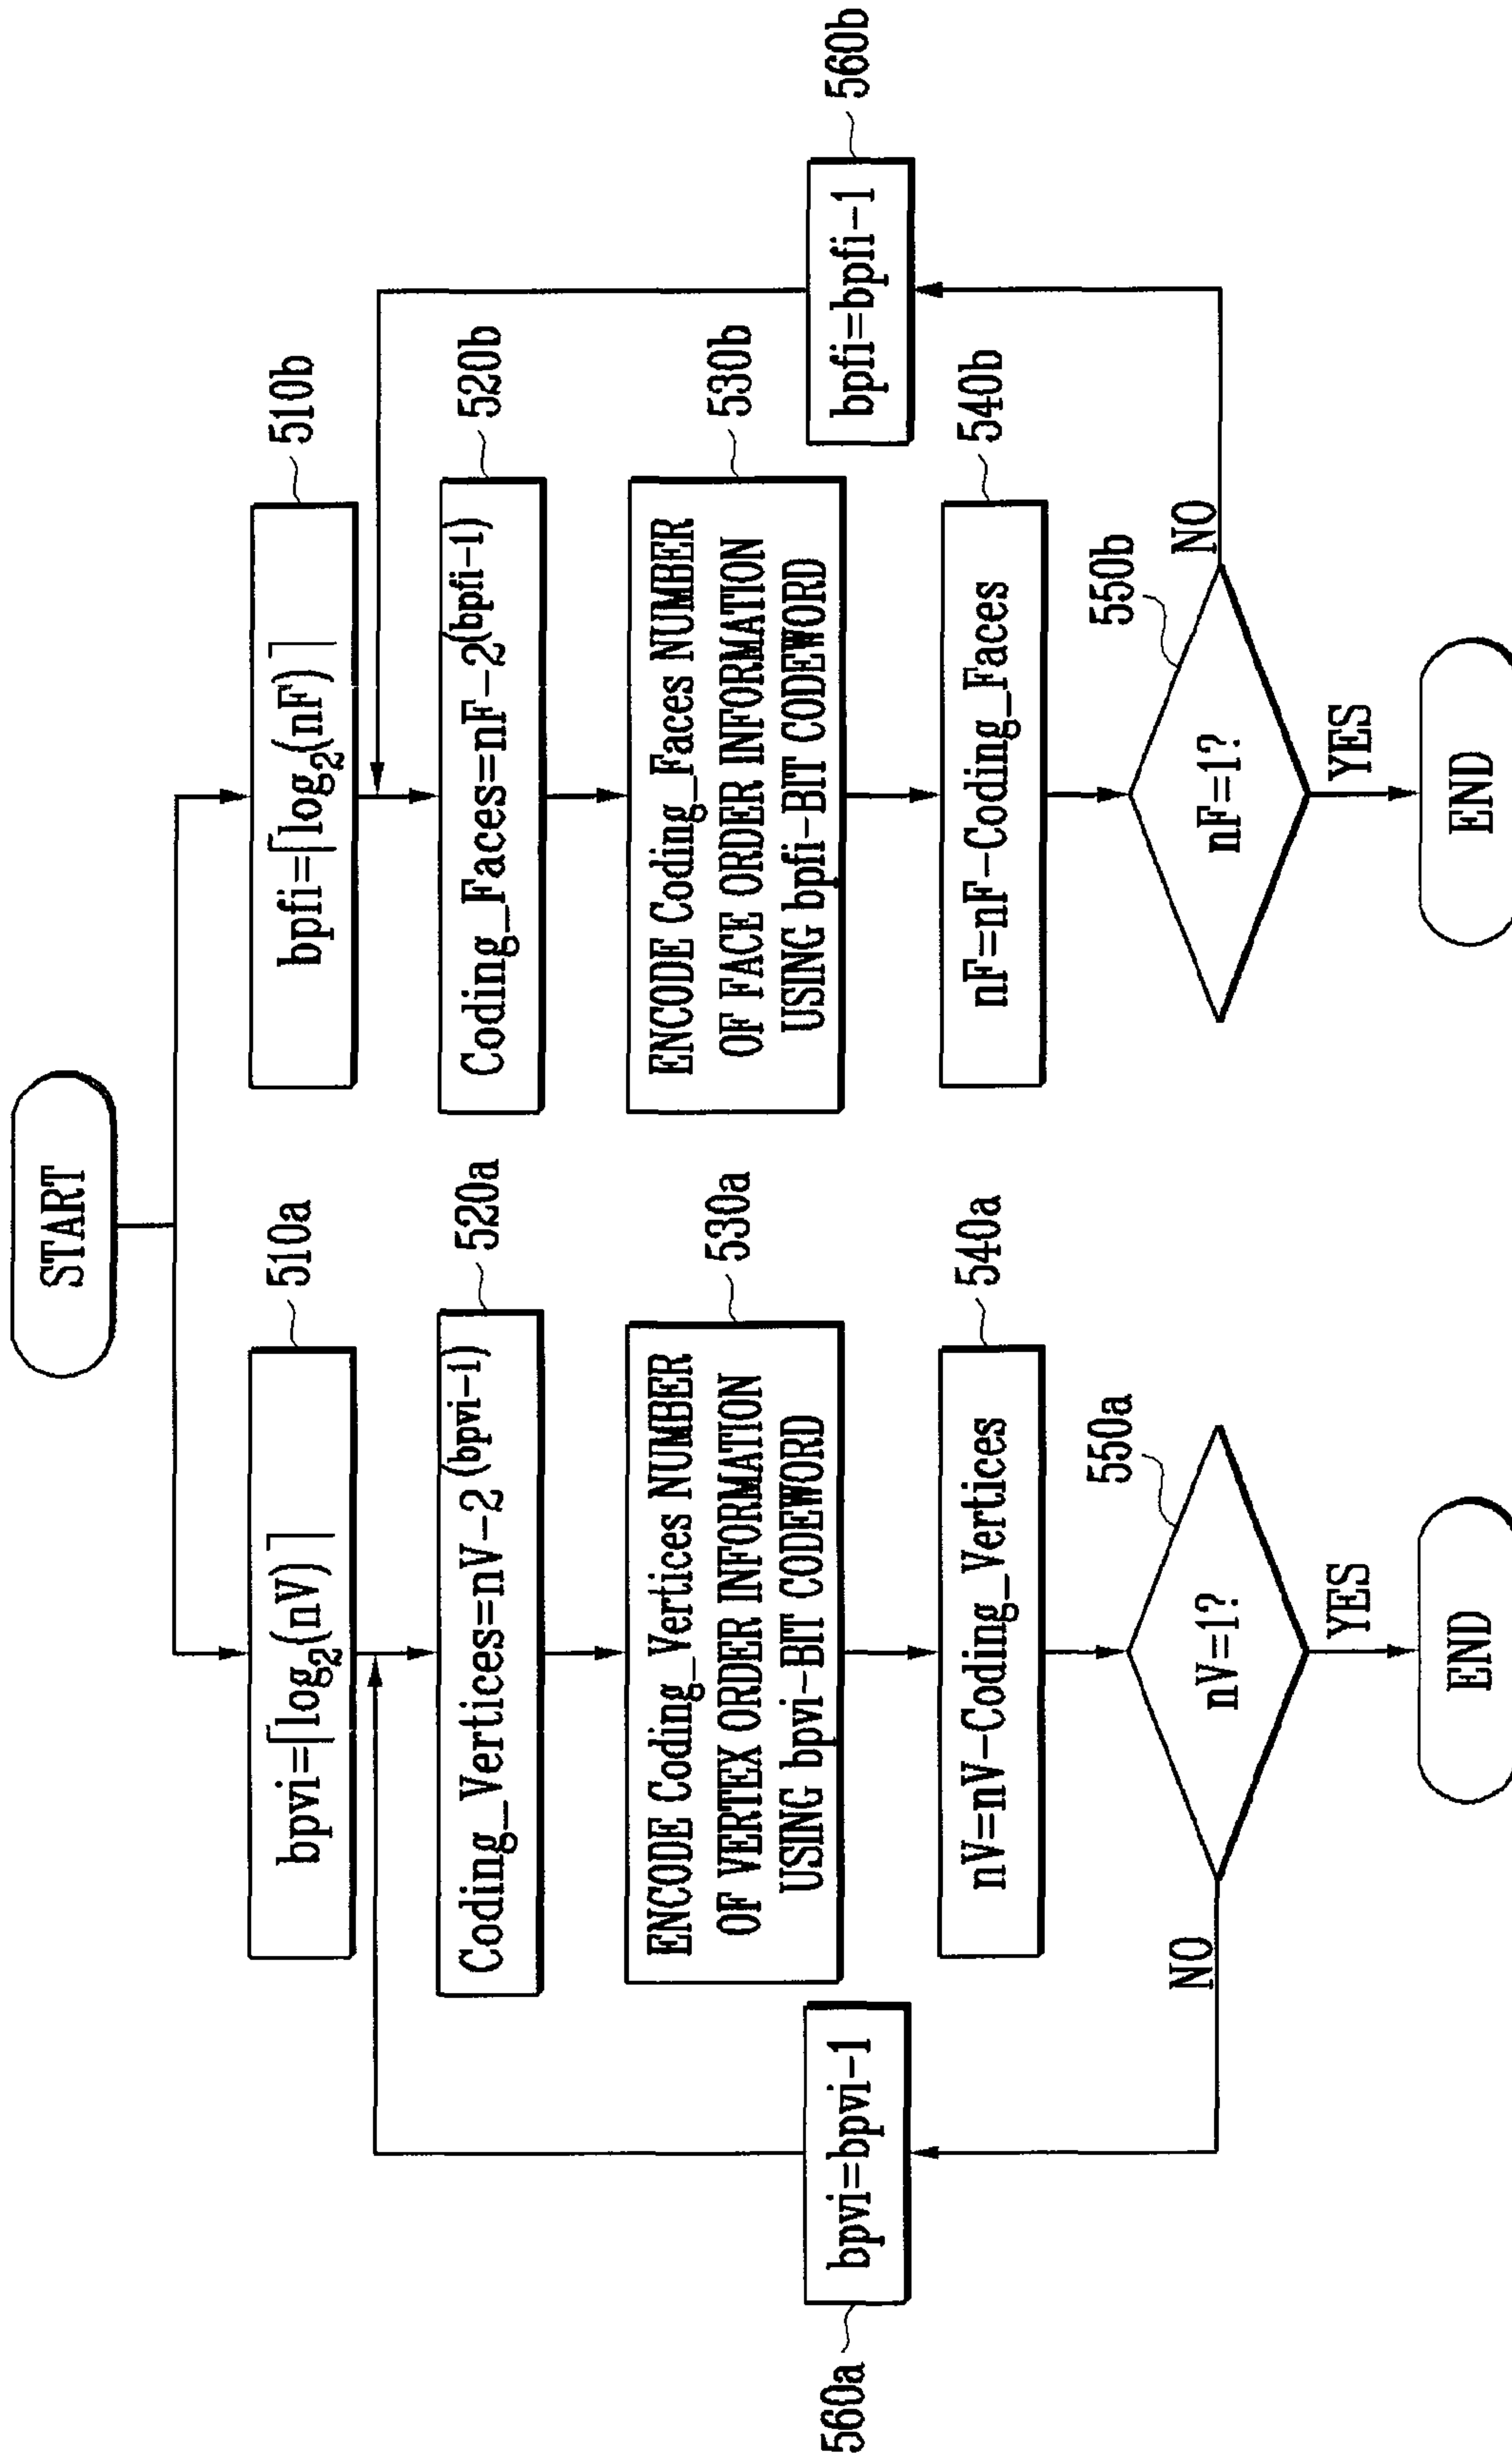 START
bpvi=⌈log2(nV)⌉
510a
Coding_Vertices=nV-2(bpvi-1)
520a
ENCODE Coding_Vertices NUMBER
OF VERTEX ORDER INFORMATION
USING bpvi-BIT CODEWORD
530a
nV=nV-Coding_Vertices
540a
nV=1?
550a
NO
YES
bpvi=bpvi-1
560a
END
bpfi=⌈log2(nF)⌉
510b
Coding_Faces=nF-2(bpfi-1)
520b
ENCODE Coding_Faces NUMBER
OF FACE ORDER INFORMATION
USING bpfi-BIT CODEWORD
530b
nF=nF-Coding_Faces
540b
nF=1?
550b
NO
YES
bpfi=bpfi-1
560b
END